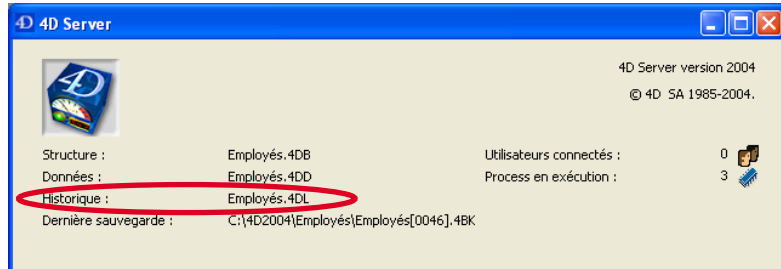 4D Server
4D Server version 2004
© 4D SA 1985-2004.
Structure : Employés.4DB Utilisateurs connectés : 0
Données : Employés.4DD Process en exécution : 3
Historique : Employés.4DL
Dernière sauvegarde : C:\4D2004\Employés\Employés[0046].4BK